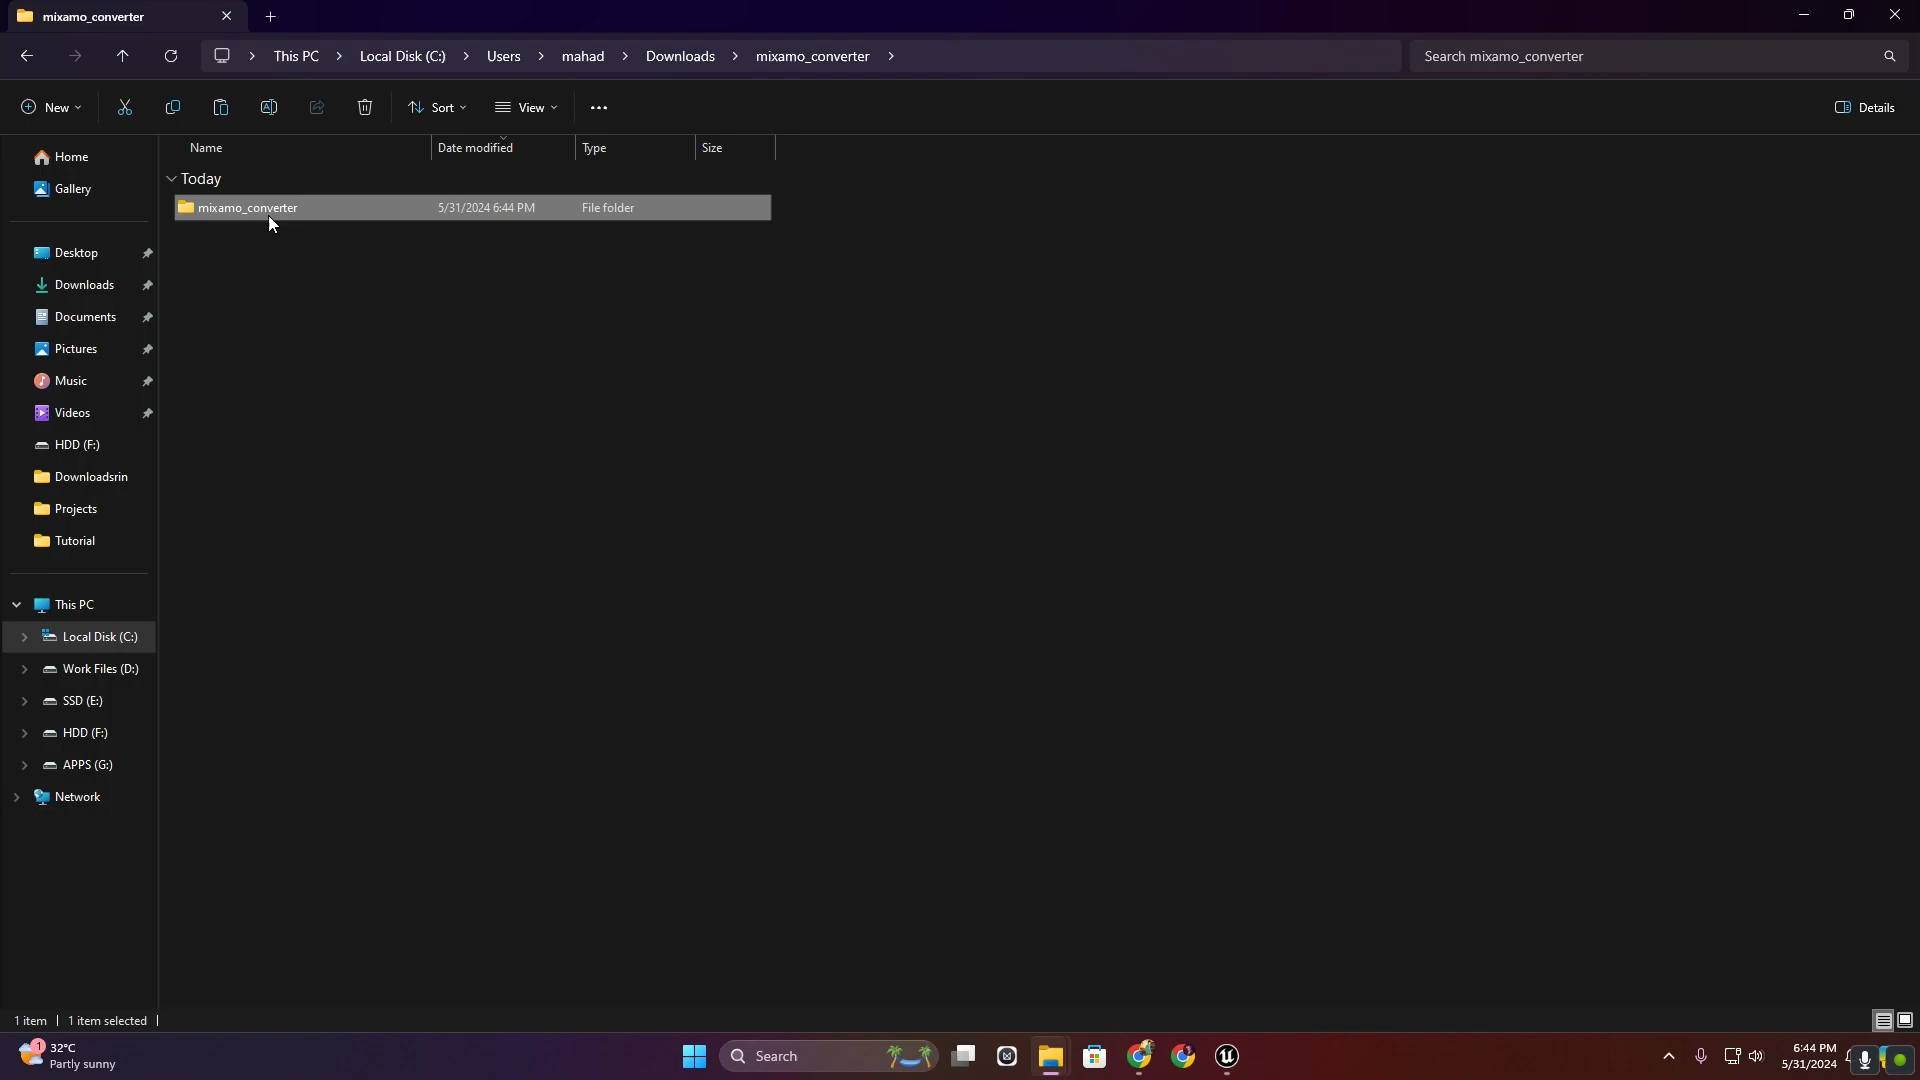 mixamo_converter
This PC
Local Disk (C:)
Users
mahad
Downloads
mixamo_converter
Search mixamo_converter
New
Sort
View
Details
Name
Date modified
Type
Size
Today
mixamo_converter
5/31/2024 6:44 PM
File folder
Home
Gallery
Desktop
Downloads
Documents
Pictures
Music
Videos
HDD (F:)
Downloadsrin
Projects
Tutorial
This PC
Local Disk (C:)
Work Files (D:)
SSD (E:)
HDD (F:)
APPS (G:)
Network
1 item
1 item selected
1
32°C
Partly sunny
Search
6:44 PM
5/31/2024